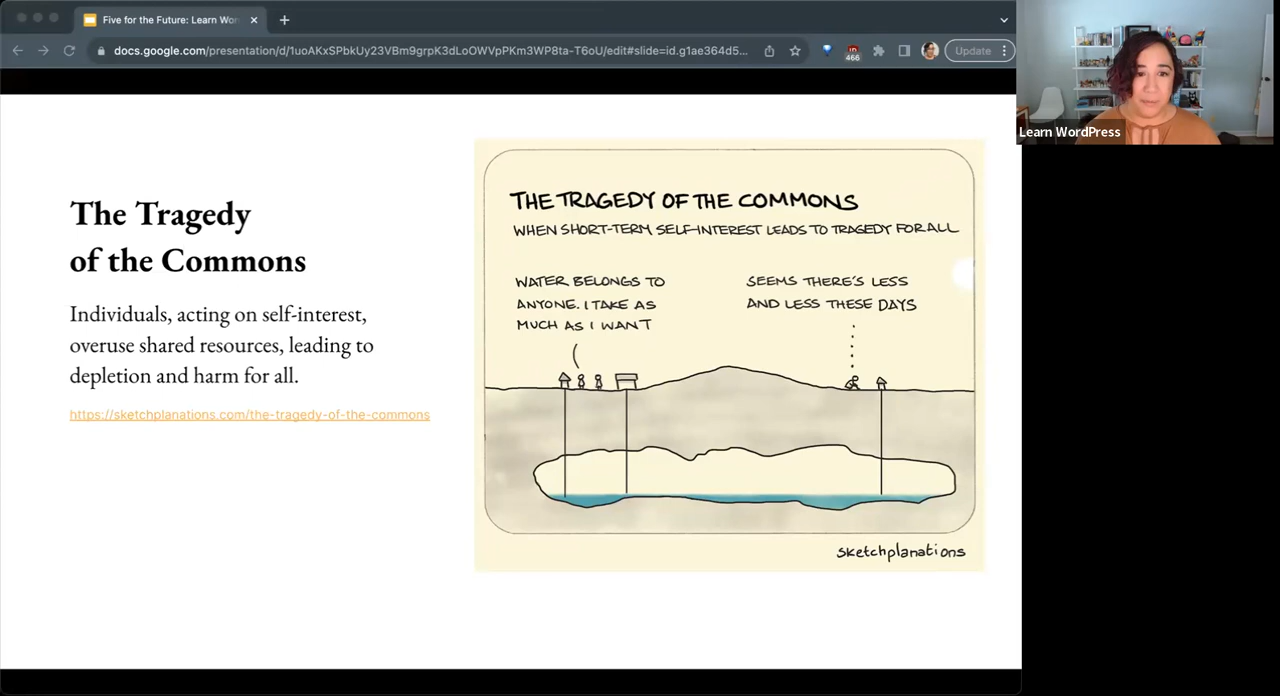 Five for the Future: Learn Wor
docs.google.com/presentation/d/1uoAKxSPbkUy23VBm9grpK3dLoOWVpPKm3WP8ta-T6oU/edit#slide=id.g1ae364d5...
466
Update
Learn WordPress
The Tragedy
of the Commons
Individuals, acting on self-interest,
overuse shared resources, leading to
depletion and harm for all.
https://sketchplanations.com/the-tragedy-of-the-commons
THE TRAGEDY OF THE COMMONS
WHEN SHORT-TERM SELF-INTEREST LEADS TO TRAGEDY FOR ALL
WATER BELONGS TO
ANYONE. I TAKE AS
MUCH AS I WANT
SEEMS THERE'S LESS
AND LESS THESE DAYS
sketchplanations